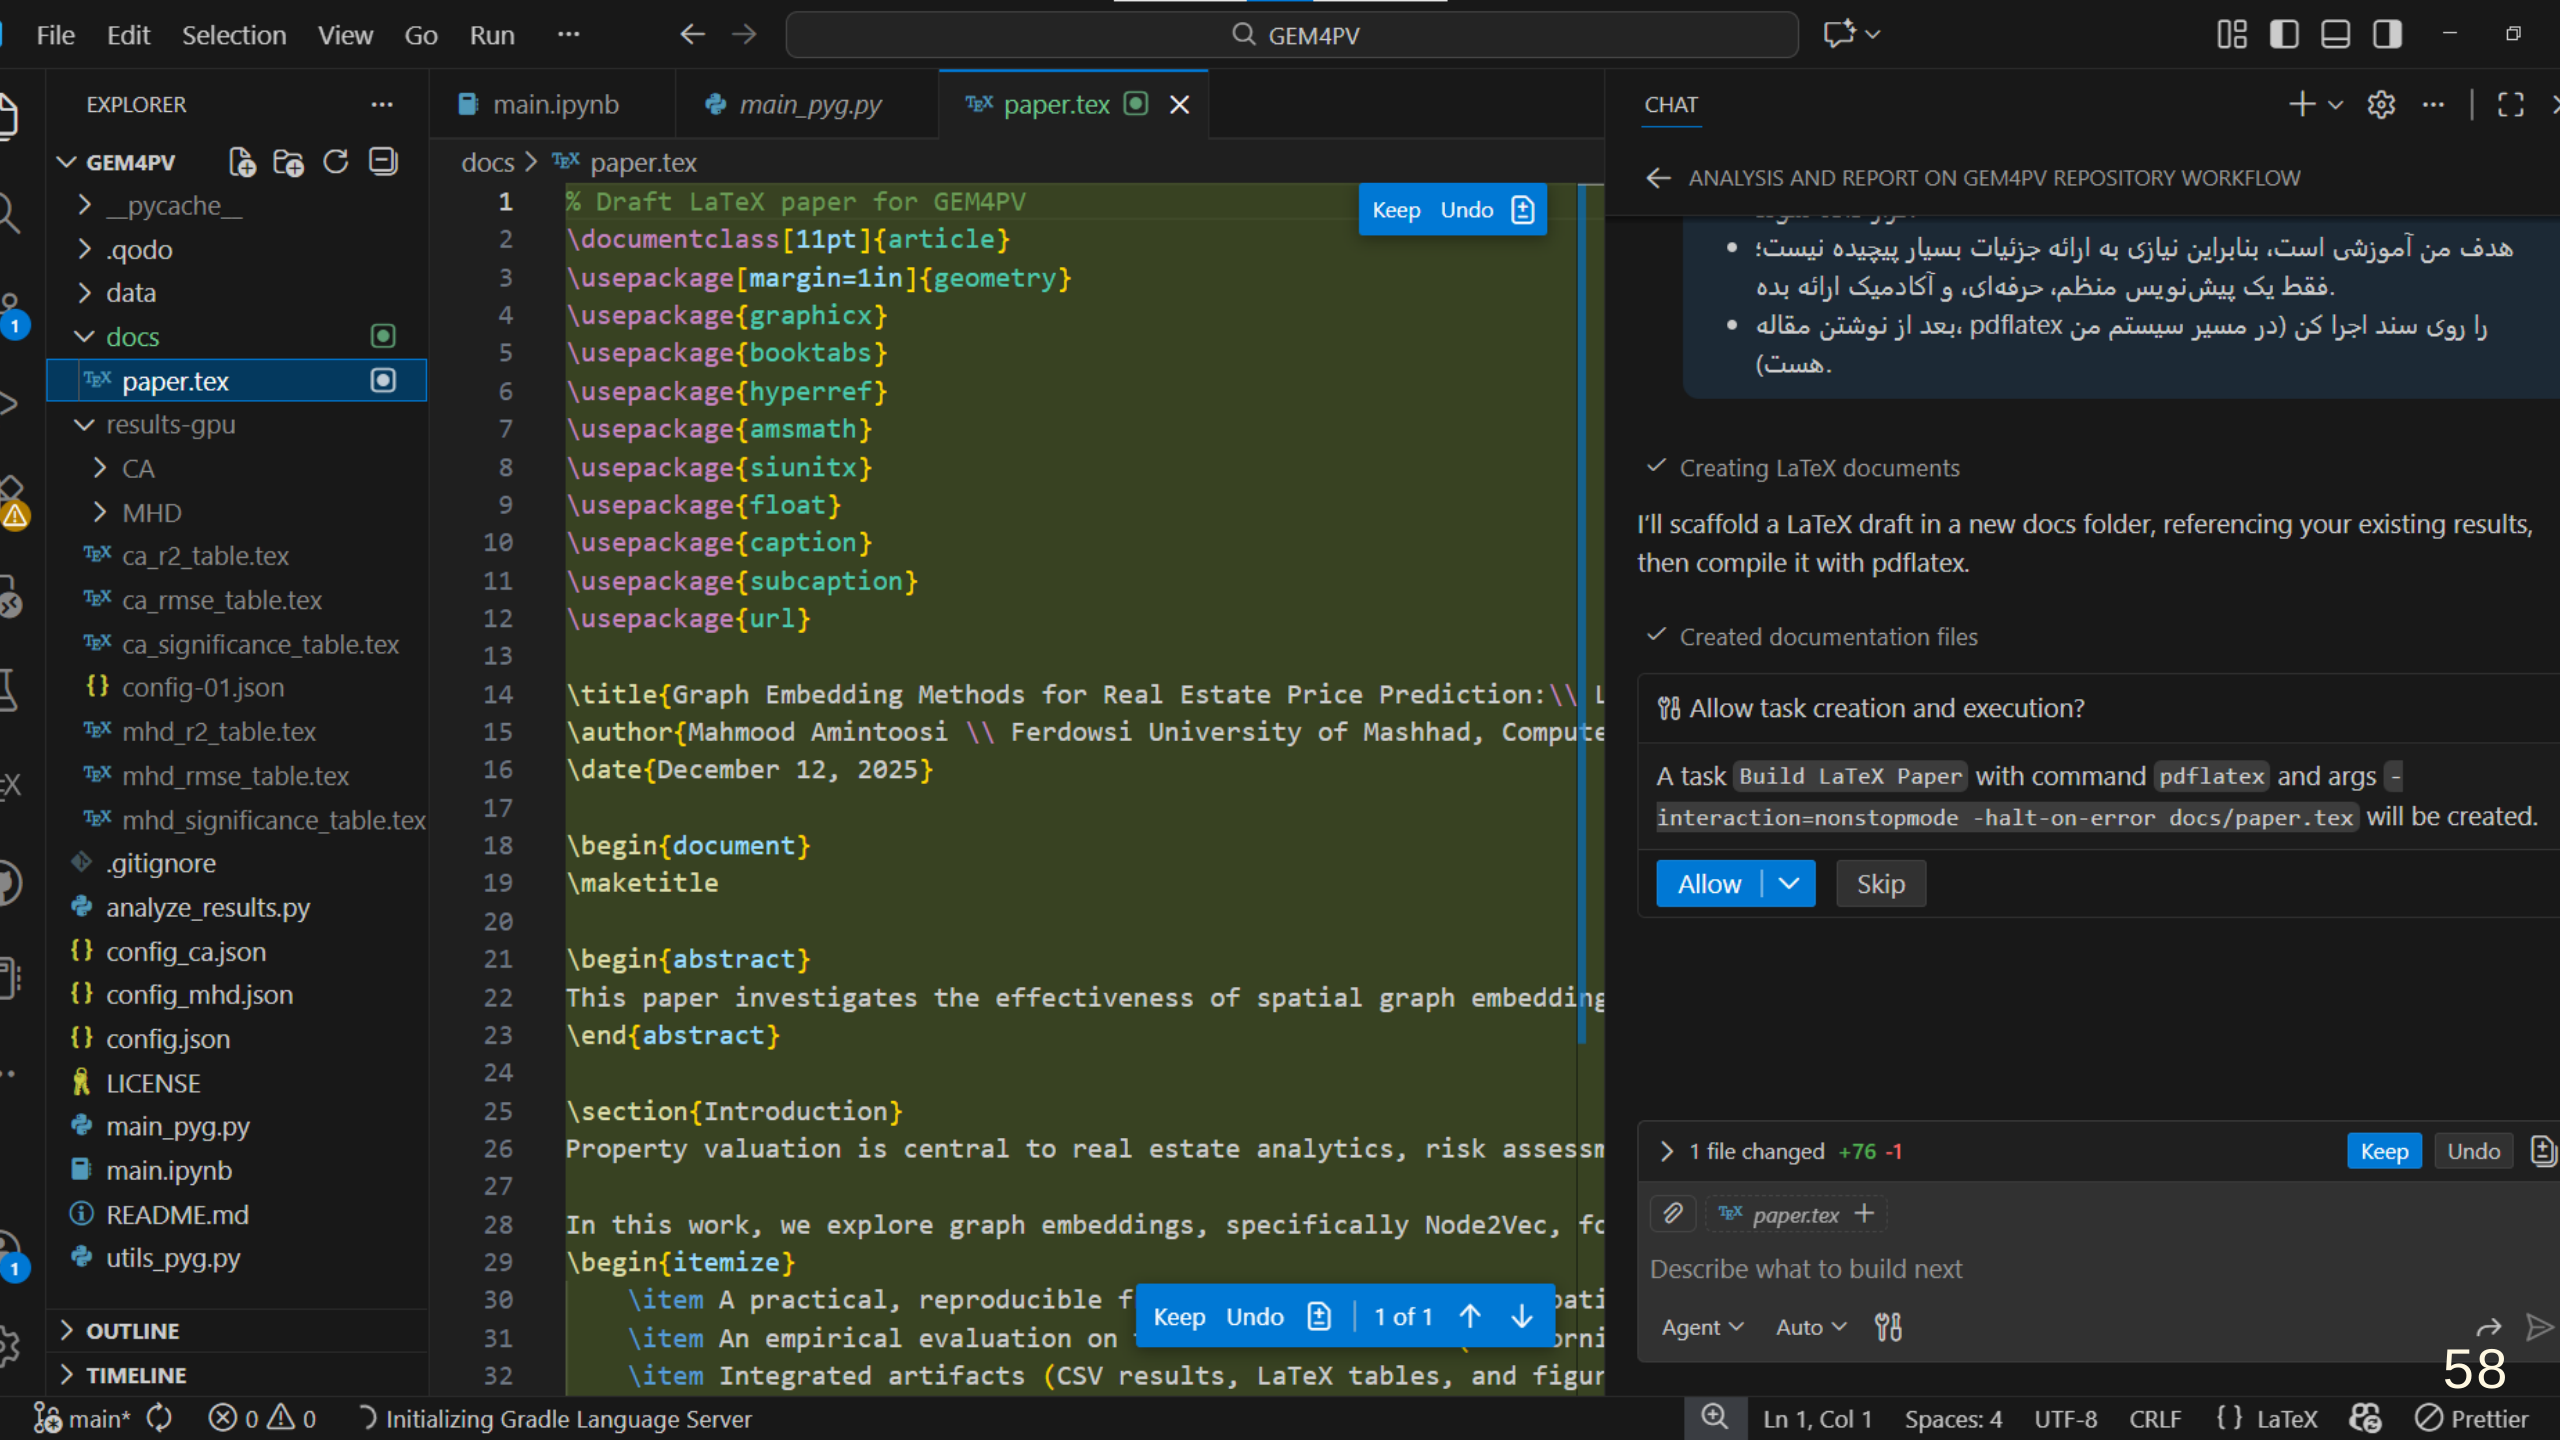 File Edit Selection View Go Run ···
GEM4PV
EXPLORER
GEM4PV
__pycache__
.qodo
data
docs
paper.tex
results-gpu
CA
MHD
ca_r2_table.tex
ca_rmse_table.tex
ca_significance_table.tex
config-01.json
mhd_r2_table.tex
mhd_rmse_table.tex
mhd_significance_table.tex
.gitignore
analyze_results.py
config_ca.json
config_mhd.json
config.json
LICENSE
main_pyg.py
main.ipynb
README.md
utils_pyg.py
OUTLINE
TIMELINE
1
1
main.ipynb main_pyg.py paper.tex
docs > paper.tex
Keep Undo
1 % Draft LaTeX paper for GEM4PV
2 \documentclass[11pt]{article}
3 \usepackage[margin=1in]{geometry}
4 \usepackage{graphicx}
5 \usepackage{booktabs}
6 \usepackage{hyperref}
7 \usepackage{amsmath}
8 \usepackage{siunitx}
9 \usepackage{float}
10 \usepackage{caption}
11 \usepackage{subcaption}
12 \usepackage{url}
13
14 \title{Graph Embedding Methods for Real Estate Price Prediction:\\ L
15 \author{Mahmood Amintoosi \\ Ferdowsi University of Mashhad, Compute
16 \date{December 12, 2025}
17
18 \begin{document}
19 \maketitle
20
21 \begin{abstract}
22 This paper investigates the effectiveness of spatial graph embedding
23 \end{abstract}
24
25 \section{Introduction}
26 Property valuation is central to real estate analytics, risk assessm
27
28 In this work, we explore graph embeddings, specifically Node2Vec, fo
29 \begin{itemize}
30 \item A practical, reproducible f
31 \item An empirical evaluation on
32 \item Integrated artifacts (CSV results, LaTeX tables, and figur
Keep Undo 1 of 1
CHAT
ANALYSIS AND REPORT ON GEM4PV REPOSITORY WORKFLOW
• هدف من آموزشی است، بنابراین نیازی به ارائه جزئیات بسیار پیچیده نیست؛
فقط یک پیش‌نویس منظم، حرفه‌ای، و آکادمیک ارائه بده.
• بعد از نوشتن مقاله، pdflatex را روی سند اجرا کن (در مسیر سیستم من
هست).
Creating LaTeX documents
I'll scaffold a LaTeX draft in a new docs folder, referencing your existing results,
then compile it with pdflatex.
Created documentation files
Allow task creation and execution?
A task Build LaTeX Paper with command pdflatex and args -
interaction=nonstopmode -halt-on-error docs/paper.tex will be created.
Allow Skip
1 file changed +76 -1 Keep Undo
paper.tex
Describe what to build next
Agent Auto
58
main* 0 0 Initializing Gradle Language Server
Ln 1, Col 1 Spaces: 4 UTF-8 CRLF {} LaTeX Prettier